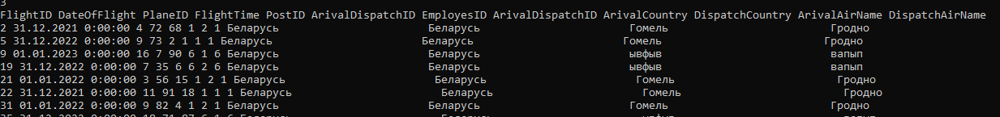 3
FlightID DateOfFlight PlaneID FlightTime PostID ArivalDispatchID EmployesID ArivalDispatchID ArivalCountry DispatchCountry ArivalAirName DispatchAirName
2 31.12.2021 0:00:00 4 72 68 1 2 1 Беларусь Беларусь Гомель Гродно
5 31.12.2022 0:00:00 9 73 2 1 1 1 Беларусь Беларусь Гомель Гродно
9 01.01.2023 0:00:00 16 7 90 6 1 6 Беларусь Беларусь ывфыв вапып
19 31.12.2022 0:00:00 7 35 6 6 2 6 Беларусь Беларусь ывфыв вапып
21 01.01.2022 0:00:00 3 56 15 1 2 1 Беларусь Беларусь Гомель Гродно
22 31.12.2021 0:00:00 11 91 18 1 1 1 Беларусь Беларусь Гомель Гродно
31 01.01.2022 0:00:00 9 82 4 1 2 1 Беларусь Беларусь Гомель Гродно